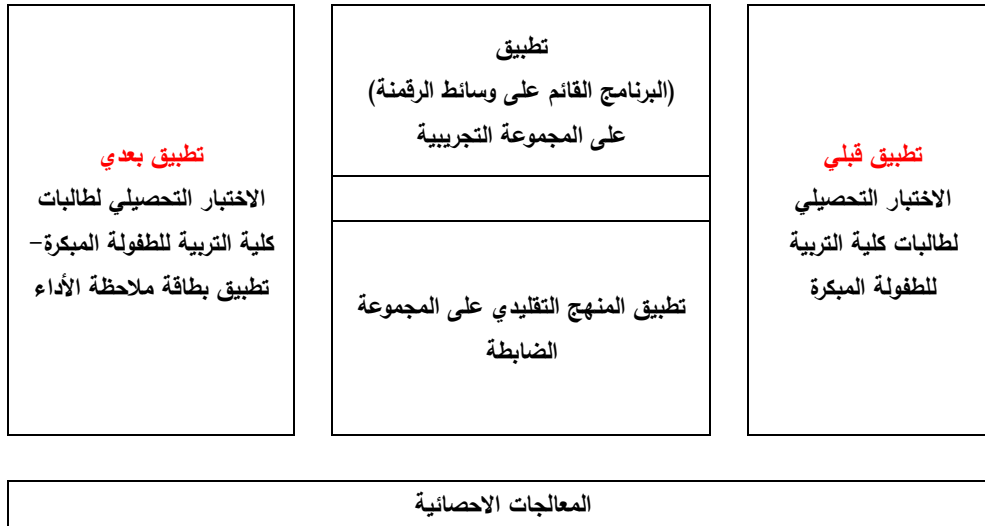 تطبيق قبلي
الاختبار التحصيلي
لطالبات كلية التربية
للطفولة المبكرة
تطبيق
(البرنامج القائم على وسائط الرقمنة)
على المجموعة التجريبية
تطبيق المنهج التقليدي على المجموعة
الضابطة
تطبيق بعدي
الاختبار التحصيلي لطالبات
كلية التربية للطفولة المبكرة-
تطبيق بطاقة ملاحظة الأداء
المعالجات الاحصائية